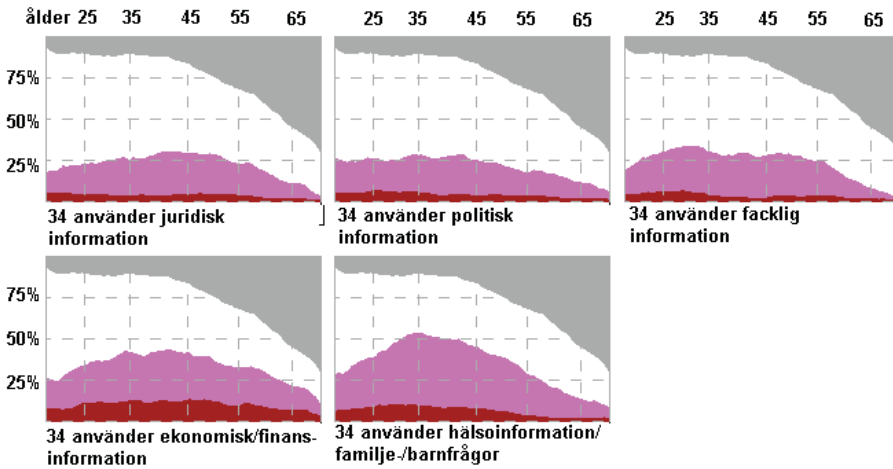 ålder 25 35 45 55 65 25 35 45 55 65 25 35 45 55 65
75%
50%
25%
34 använder juridisk
information
34 använder politisk
information
34 använder facklig
information
75%
50%
25%
34 använder ekonomisk/finans-
information
34 använder hälsoinformation/
familje-/barnfrågor